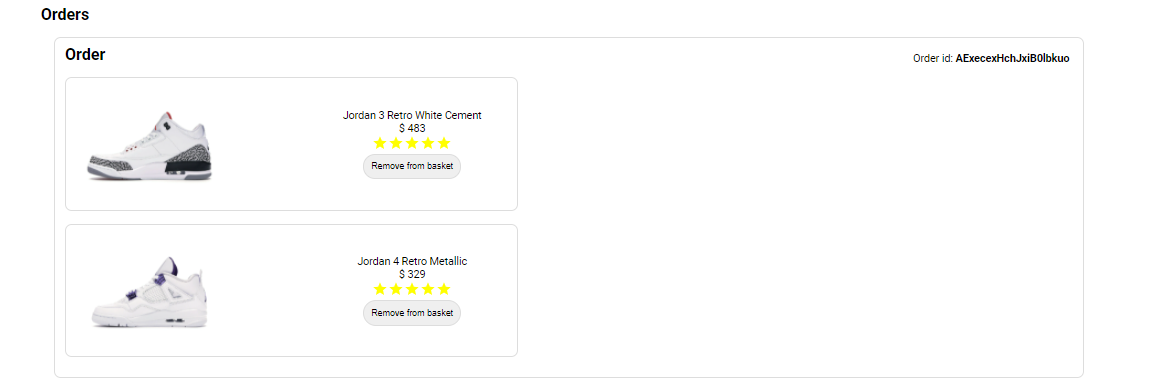 Orders
Order
Order id: AExecexHchJxiB0lbkuo
Jordan 3 Retro White Cement
$ 483
Remove from basket
Jordan 4 Retro Metallic
$ 329
Remove from basket